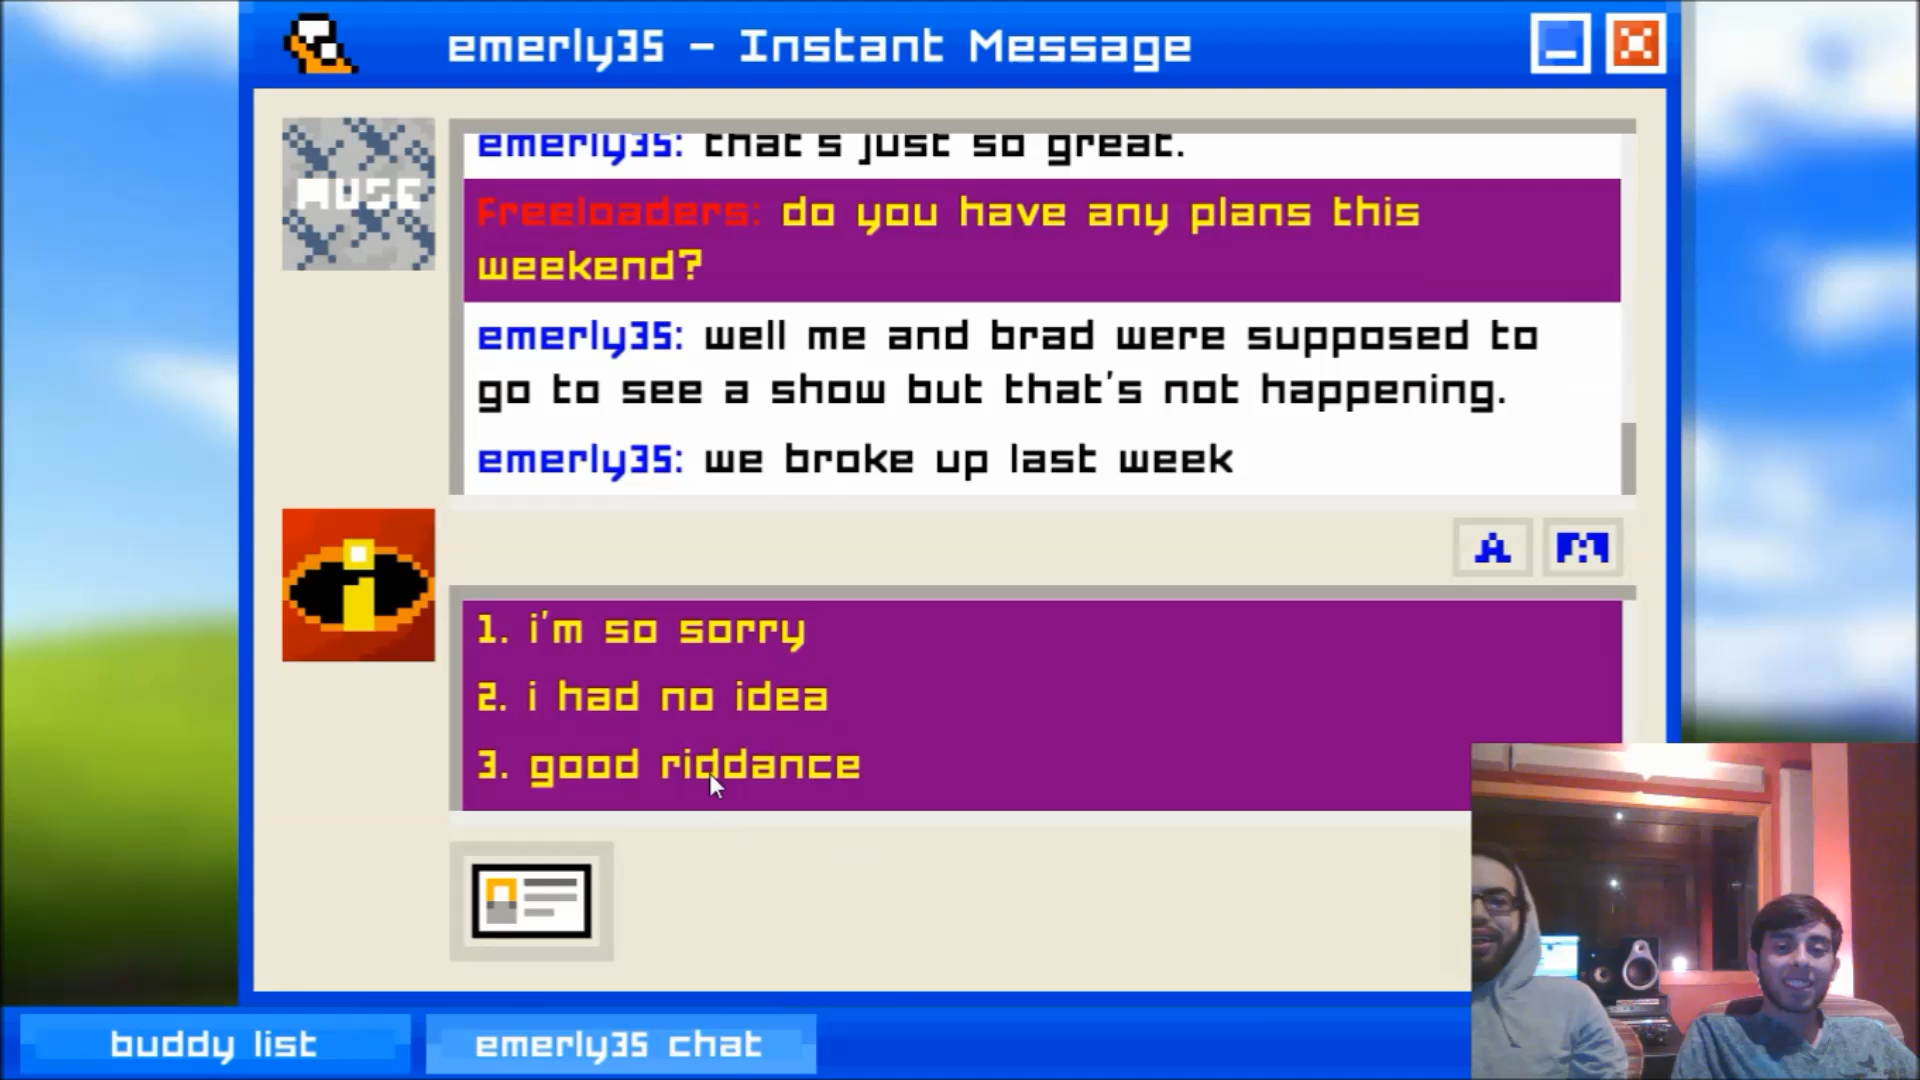 emerly35 - Instant Message
MUSE
emerly35: that's just so great.
Freeloaders: do you have any plans this
weekend?
emerly35: well me and brad were supposed to
go to see a show but that's not happening.
emerly35: we broke up last week
A
i
1. i'm so sorry
2. i had no idea
3. good riddance
buddy list
emerly35 chat